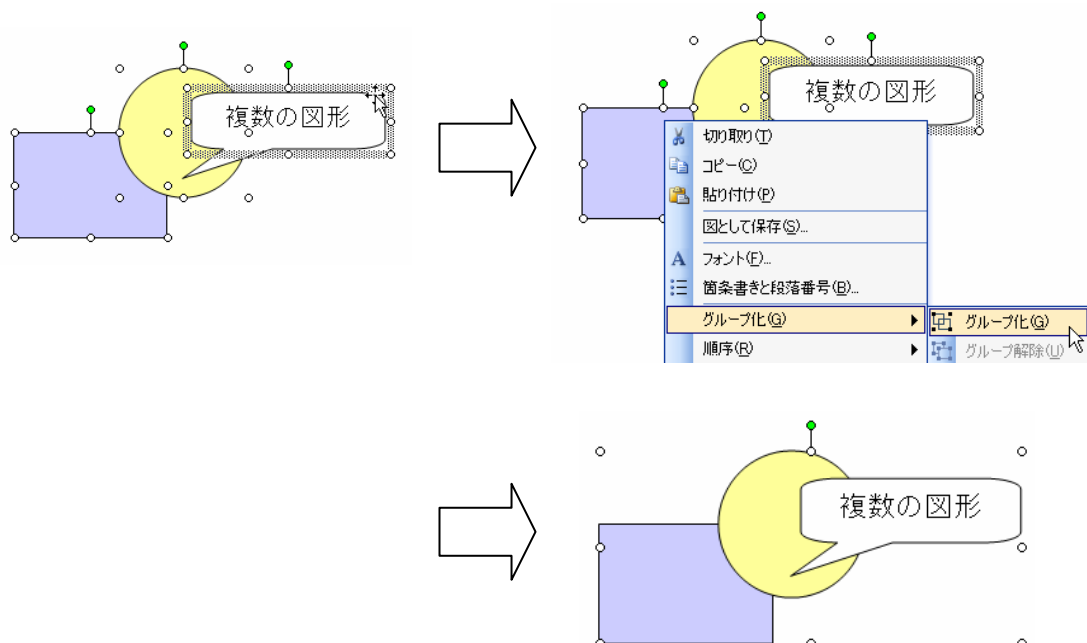 複数の図形
複数の図形
切り取り(T)
コピー(C)
貼り付け(P)
図として保存(S)...
フォント(F)...
箇条書きと段落番号(B)...
グループ化(G)
順序(R)
グループ化(G)
グループ解除(U)
複数の図形